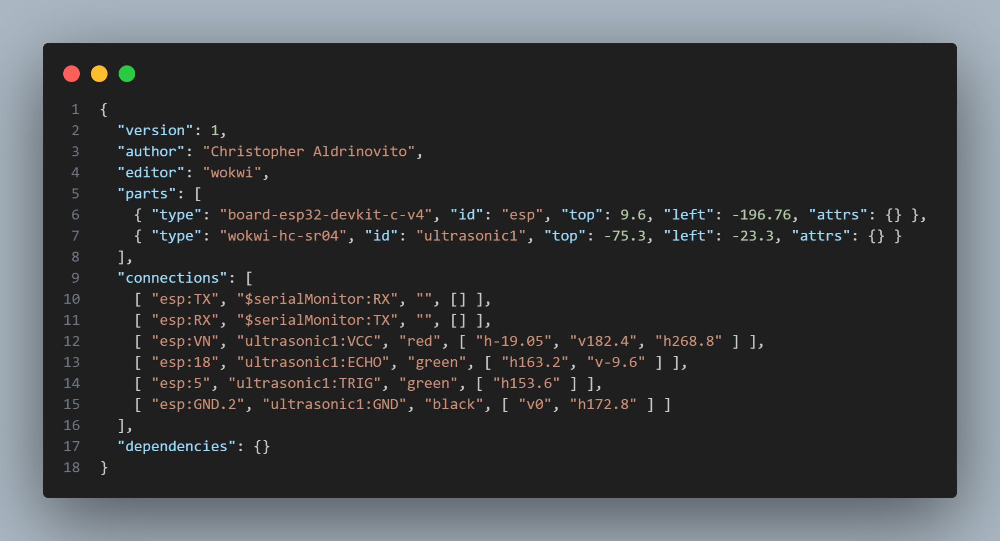 1 {
2   "version": 1,
3   "author": "Christopher Aldrinovito",
4   "editor": "wokwi",
5   "parts": [
6     { "type": "board-esp32-devkit-c-v4", "id": "esp", "top": 9.6, "left": -196.76, "attrs": {} },
7     { "type": "wokwi-hc-sr04", "id": "ultrasonic1", "top": -75.3, "left": -23.3, "attrs": {} }
8   ],
9   "connections": [
10     [ "esp:TX", "$serialMonitor:RX", "", [] ],
11     [ "esp:RX", "$serialMonitor:TX", "", [] ],
12     [ "esp:VN", "ultrasonic1:VCC", "red", [ "h-19.05", "v182.4", "h268.8" ] ],
13     [ "esp:18", "ultrasonic1:ECHO", "green", [ "h163.2", "v-9.6" ] ],
14     [ "esp:5", "ultrasonic1:TRIG", "green", [ "h153.6" ] ],
15     [ "esp:GND.2", "ultrasonic1:GND", "black", [ "v0", "h172.8" ] ]
16   ],
17   "dependencies": {}
18 }